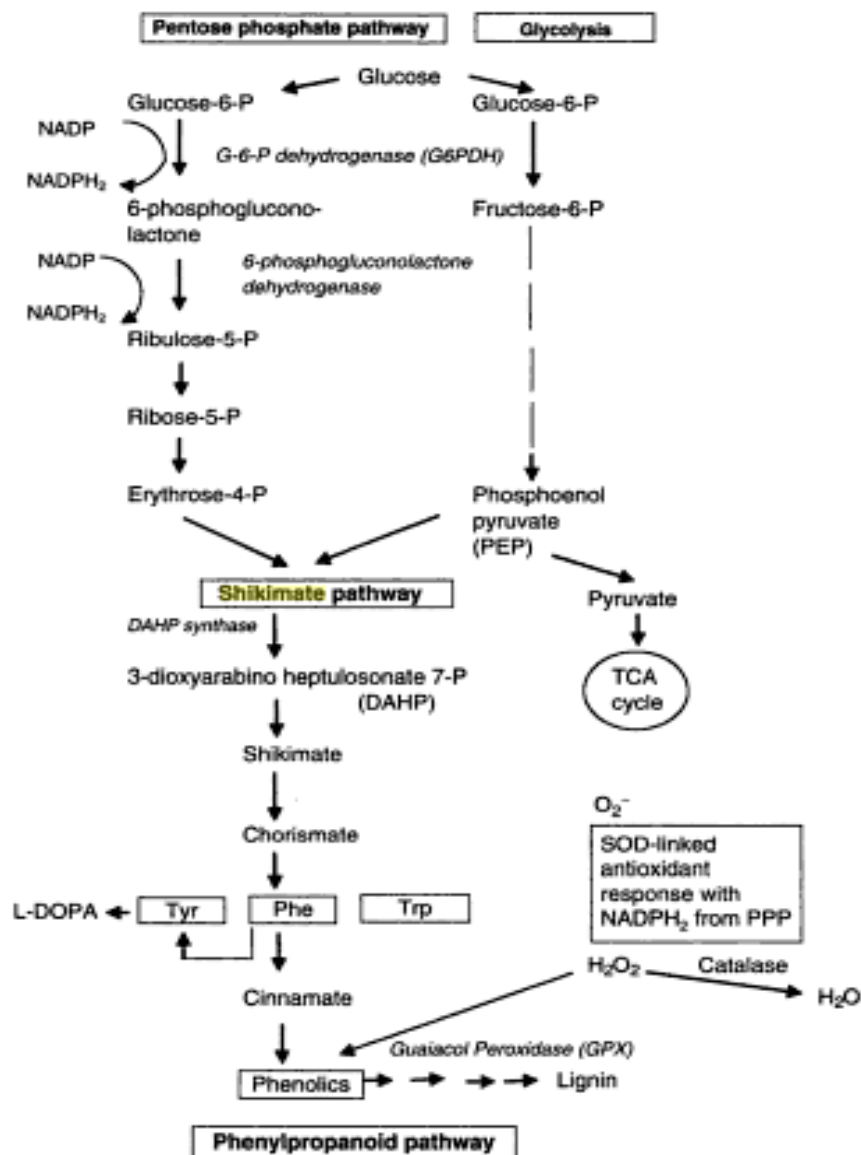 Pentose phosphate pathway
Glycolysis
Glucose
Glucose-6-P
Glucose-6-P
NADP
G-6-P dehydrogenase (G6PDH)
NADPH₂
6-phosphoglucono-
lactone
Fructose-6-P
NADP
6-phosphogluconolactone
dehydrogenase
NADPH₂
Ribulose-5-P
Ribose-5-P
Erythrose-4-P
Phosphoenol
pyruvate
(PEP)
Shikimate pathway
Pyruvate
DAHP synthase
3-dioxyarabino heptulosonate 7-P
(DAHP)
TCA
cycle
Shikimate
Chorismate
O₂⁻
SOD-linked
antioxidant
response with
NADPH₂ from PPP
L-DOPA
Tyr
Phe
Trp
H₂O₂
Catalase
H₂O
Cinnamate
Guaiacol Peroxidase (GPX)
Phenolics
Lignin
Phenylpropanoid pathway